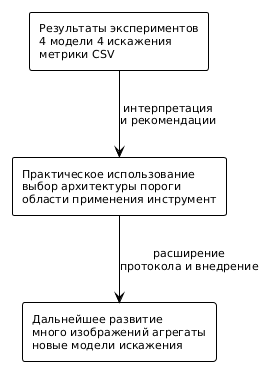 Результаты экспериментов
4 модели 4 искажения
метрики CSV
интерпретация
и рекомендации
Практическое использование
выбор архитектуры пороги
области применения инструмент
расширение
протокола и внедрение
Дальнейшее развитие
много изображений агрегаты
новые модели искажения